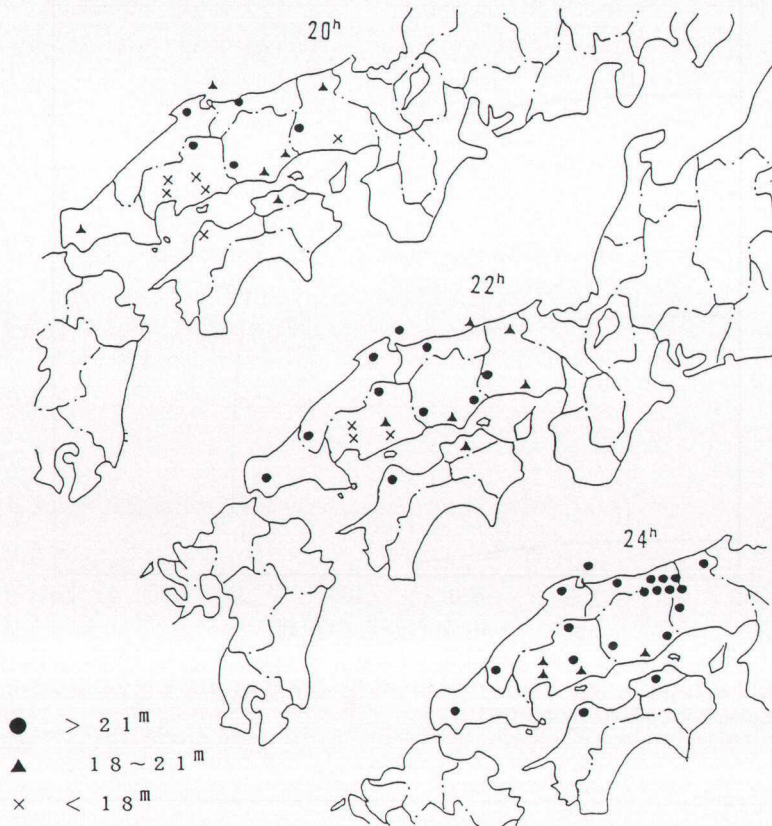 20ʰ
22ʰ
24ʰ
● > 21ᵐ
▲ 18~21ᵐ
× < 18ᵐ